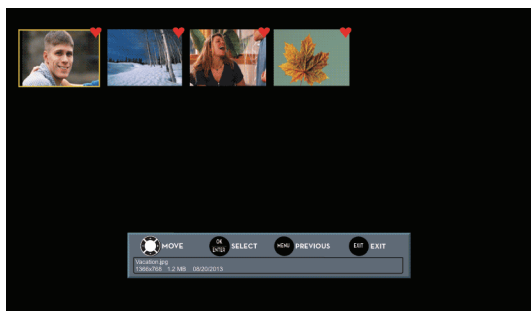 MOVE OK ENTER SELECT MENU PREVIOUS EXIT EXIT
Vacation.jpg
1366x768 1.2 MB 08/20/2013